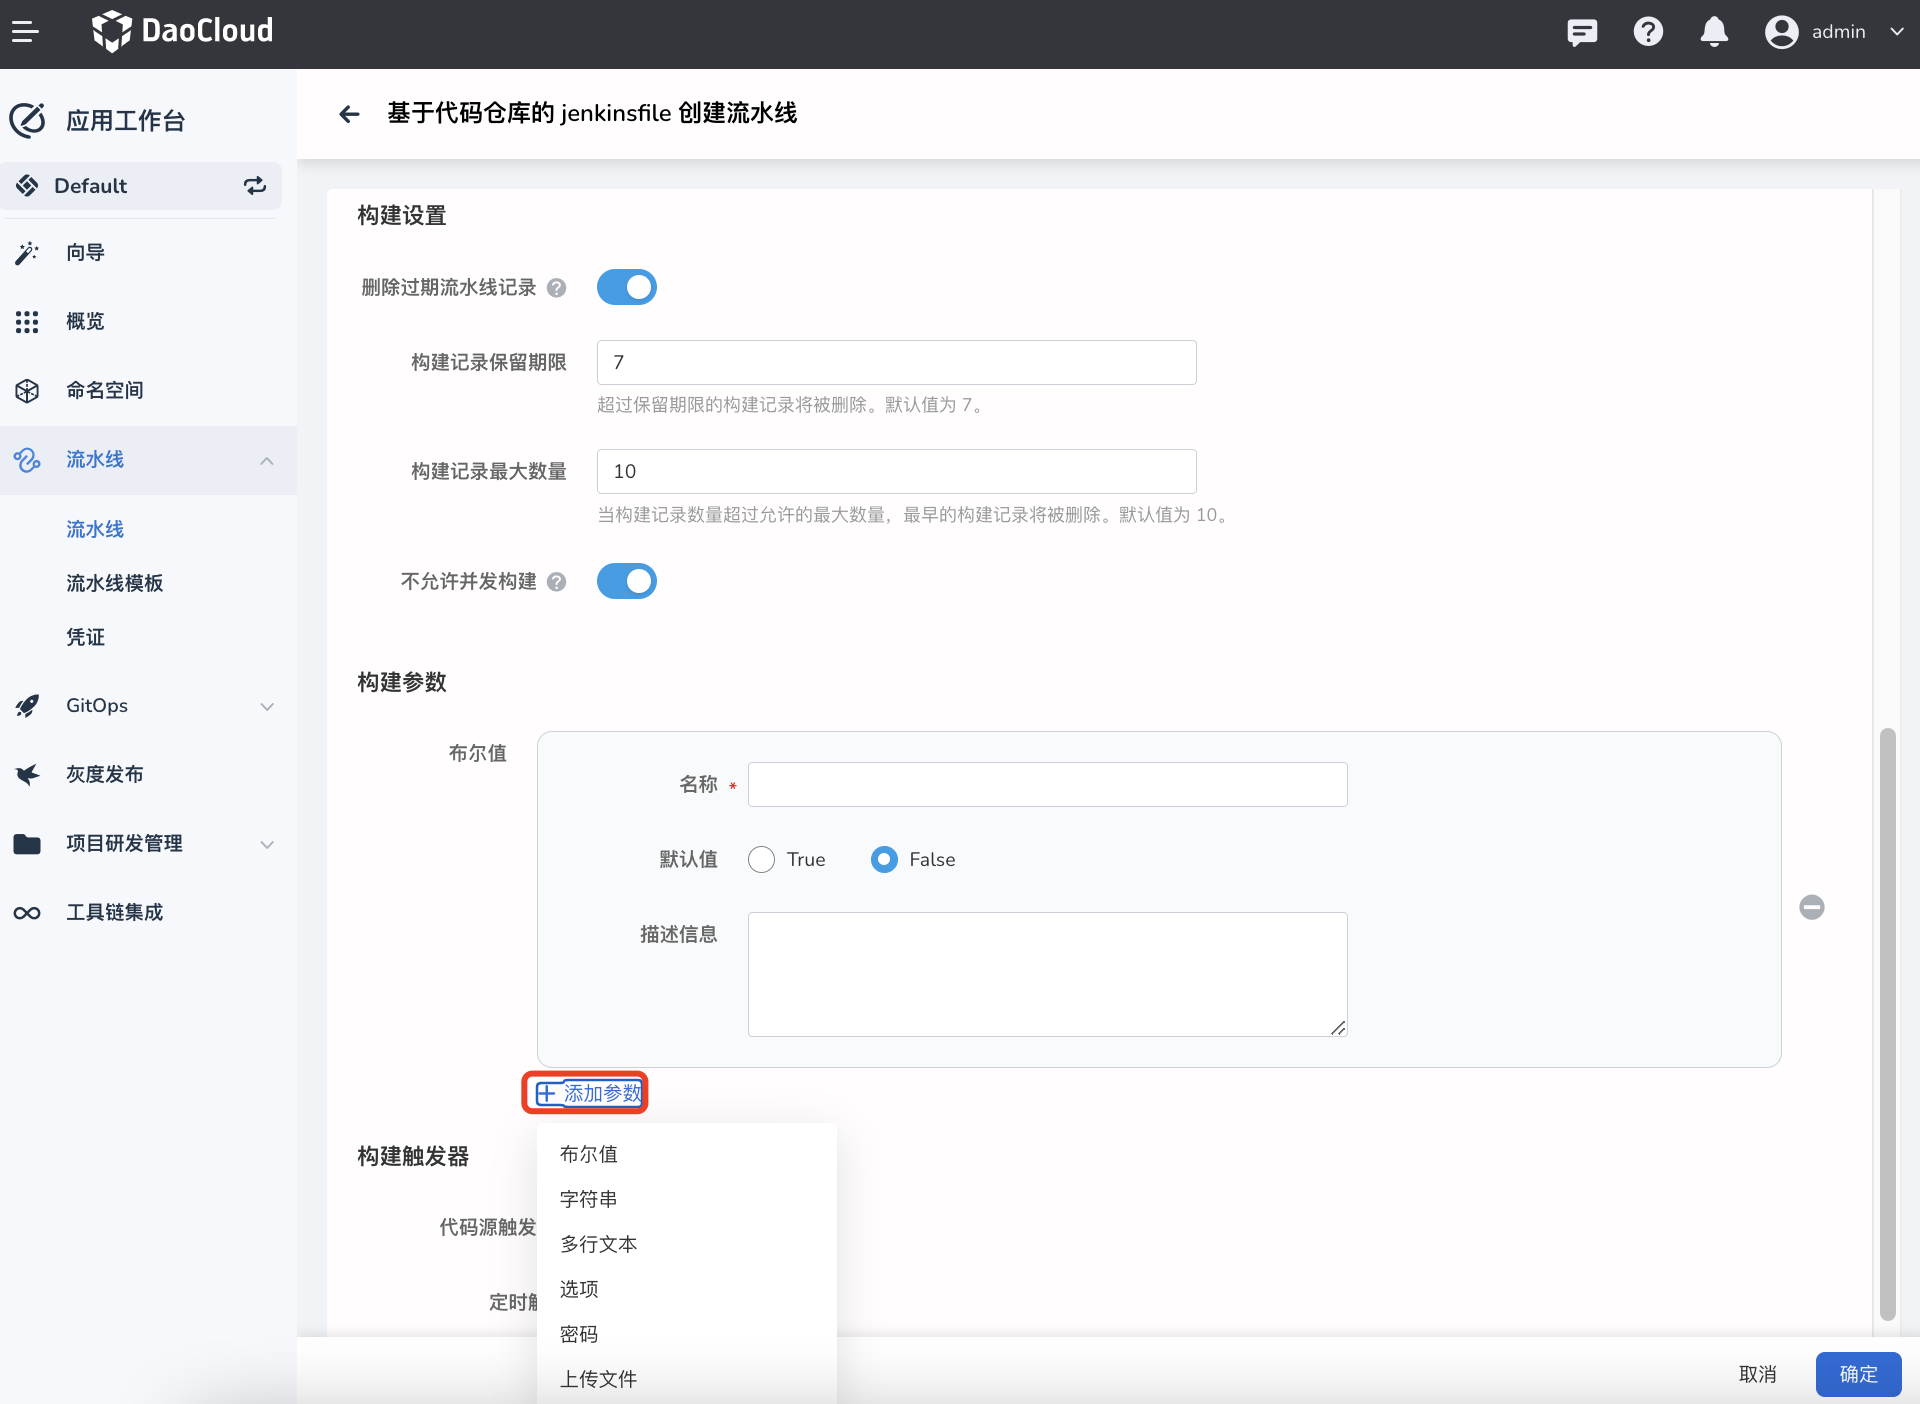 DaoCloud
admin
应用工作台
Default
向导
概览
命名空间
流水线
流水线
流水线模板
凭证
GitOps
灰度发布
项目研发管理
工具链集成
基于代码仓库的 jenkinsfile 创建流水线
构建设置
删除过期流水线记录
构建记录保留期限
7
超过保留期限的构建记录将被删除。默认值为 7。
构建记录最大数量
10
当构建记录数量超过允许的最大数量，最早的构建记录将被删除。默认值为 10。
不允许并发构建
构建参数
布尔值
名称 *
默认值 True False
描述信息
添加参数
布尔值
字符串
多行文本
选项
密码
上传文件
构建触发器
代码源触发
定时
取消
确定